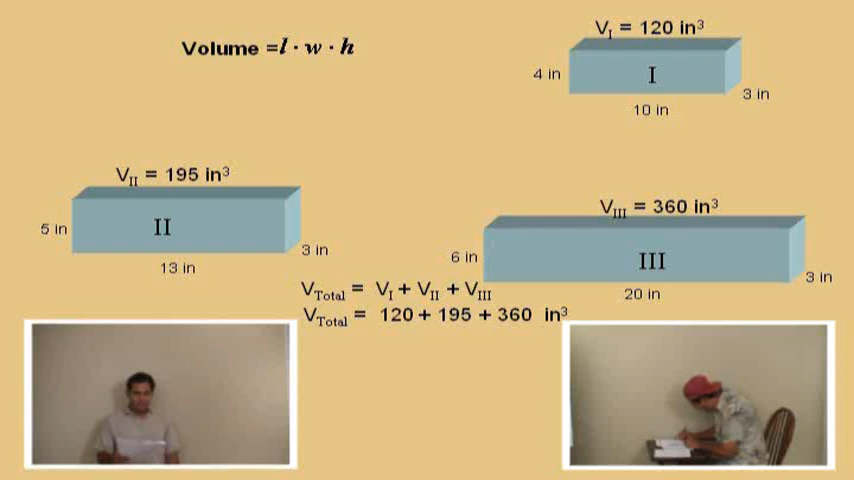 Volume =l · w · h
V_I = 120 in³
4 in
I
3 in
10 in
V_II = 195 in³
5 in
II
3 in
13 in
V_III = 360 in³
6 in
III
3 in
20 in
V_Total = V_I + V_II + V_III
V_Total = 120 + 195 + 360 in³